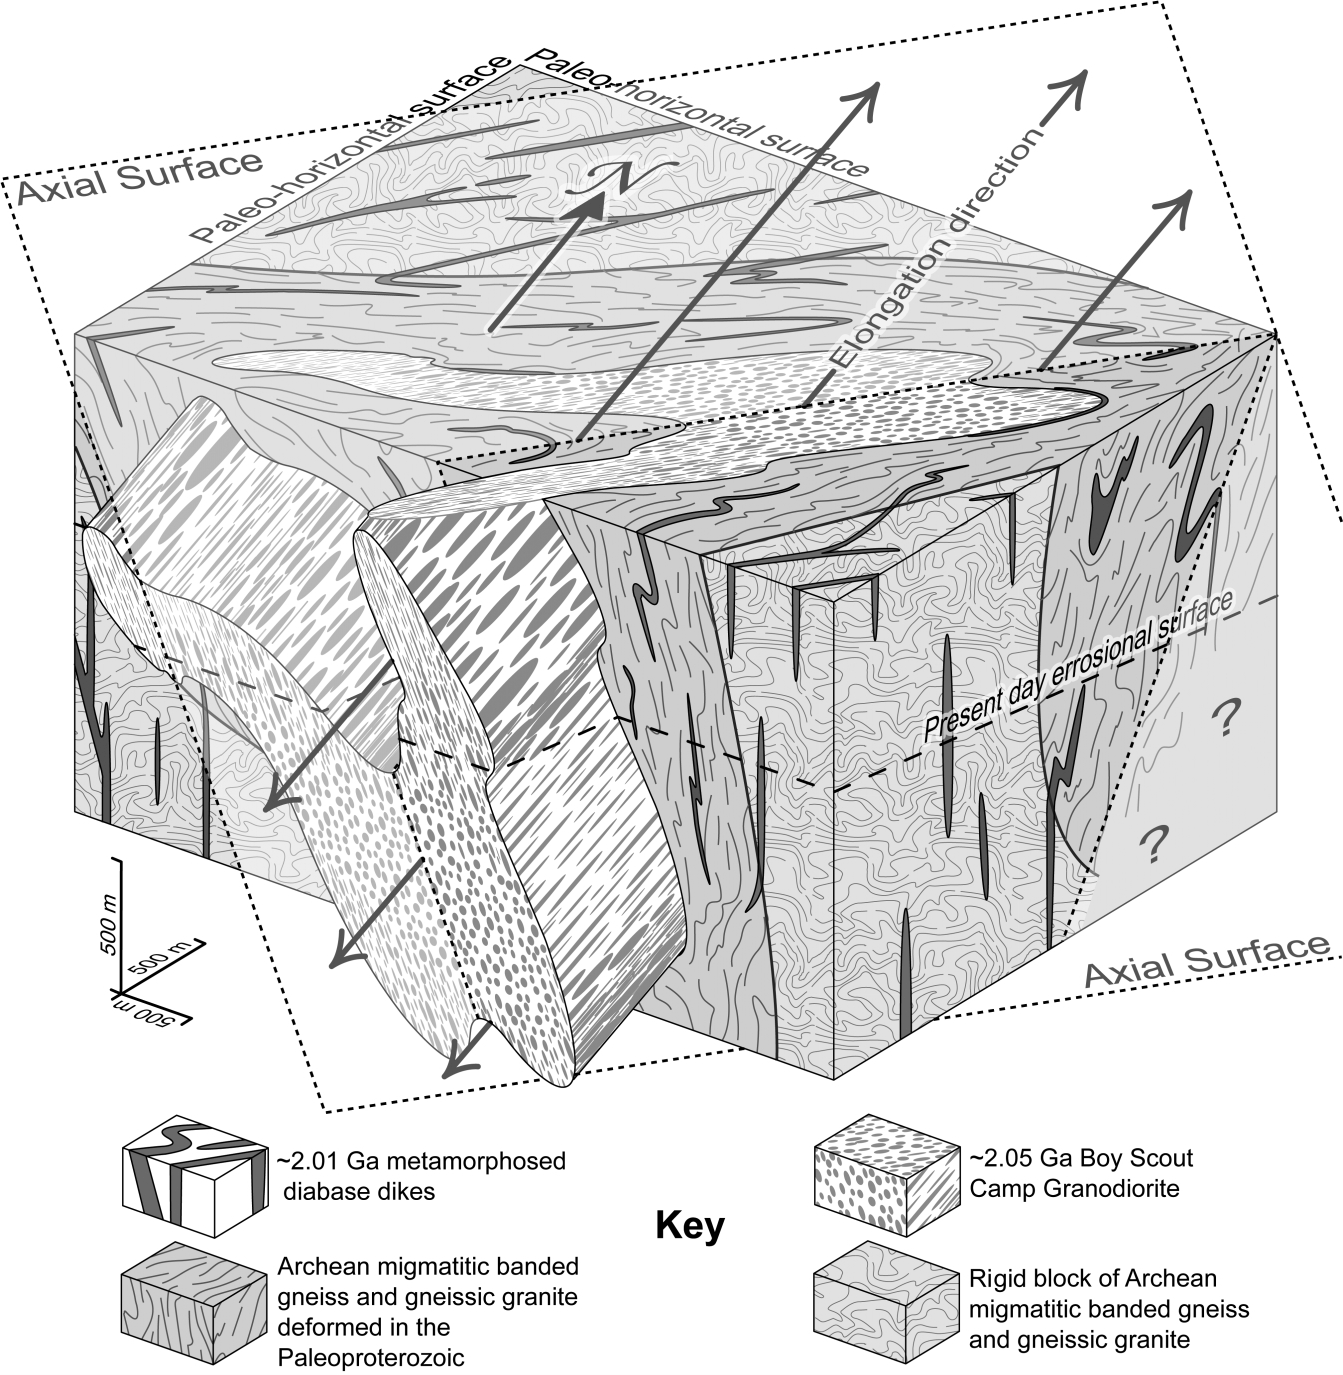 Paleo-horizontal surface
Paleo-horizontal surface
Axial Surface
N
Elongation direction
Present day errosional surface
?
?
500 m
500 m
500 m
Axial Surface
~2.01 Ga metamorphosed
diabase dikes
~2.05 Ga Boy Scout
Camp Granodiorite
Key
Archean migmatitic banded
gneiss and gneissic granite
deformed in the
Paleoproterozoic
Rigid block of Archean
migmatitic banded gneiss
and gneissic granite